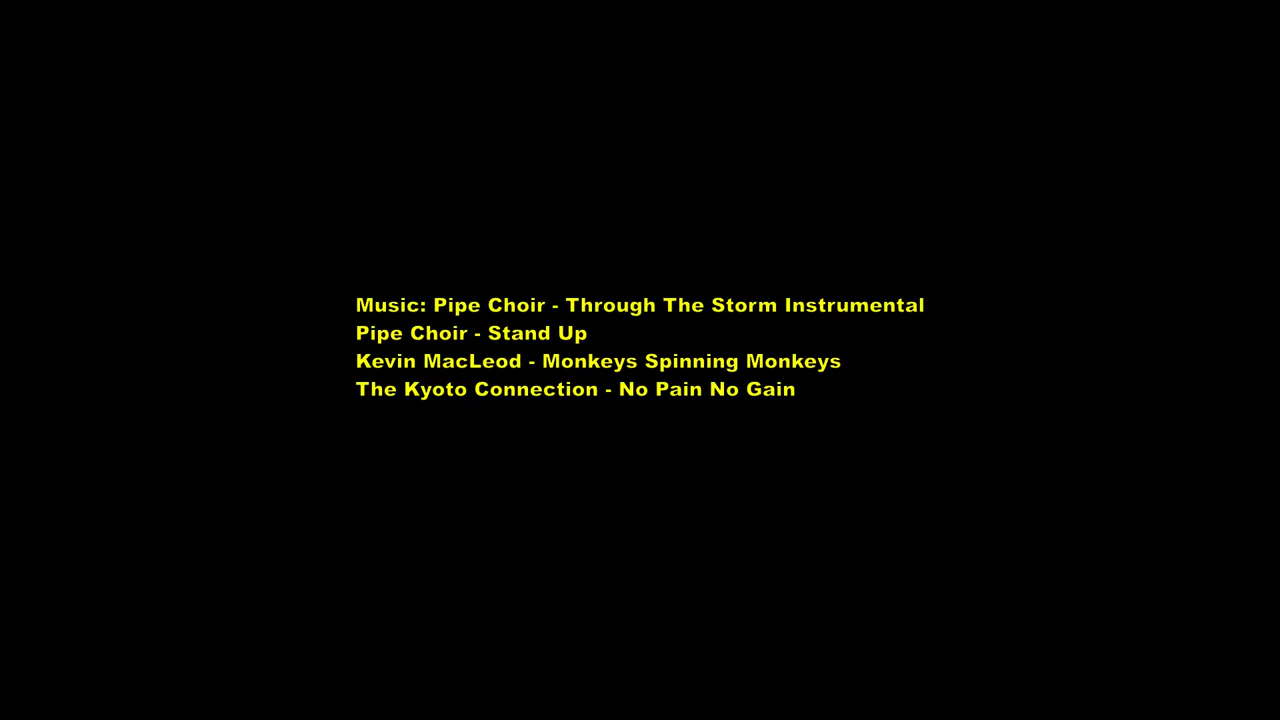 Music: Pipe Choir - Through The Storm Instrumental
Pipe Choir - Stand Up
Kevin MacLeod - Monkeys Spinning Monkeys
The Kyoto Connection - No Pain No Gain